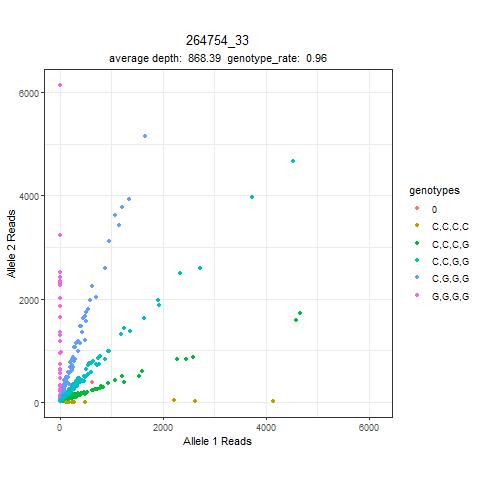 264754_33
average depth: 868.39 genotype_rate: 0.96
6000
4000
2000
0
Allele 2 Reads
0
2000
4000
6000
Allele 1 Reads
genotypes
0
C,C,C,C
C,C,C,G
C,C,G,G
C,G,G,G
G,G,G,G